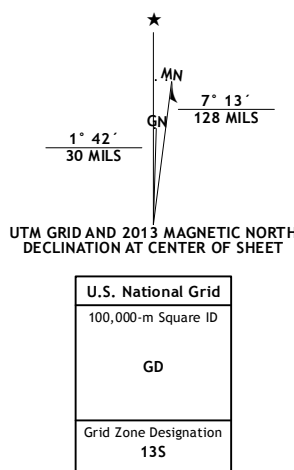 ★
MN
7° 13´
128 MILS
GN
1° 42´
30 MILS
UTM GRID AND 2013 MAGNETIC NORTH
DECLINATION AT CENTER OF SHEET
U.S. National Grid
100,000-m Square ID
GD
Grid Zone Designation
13S